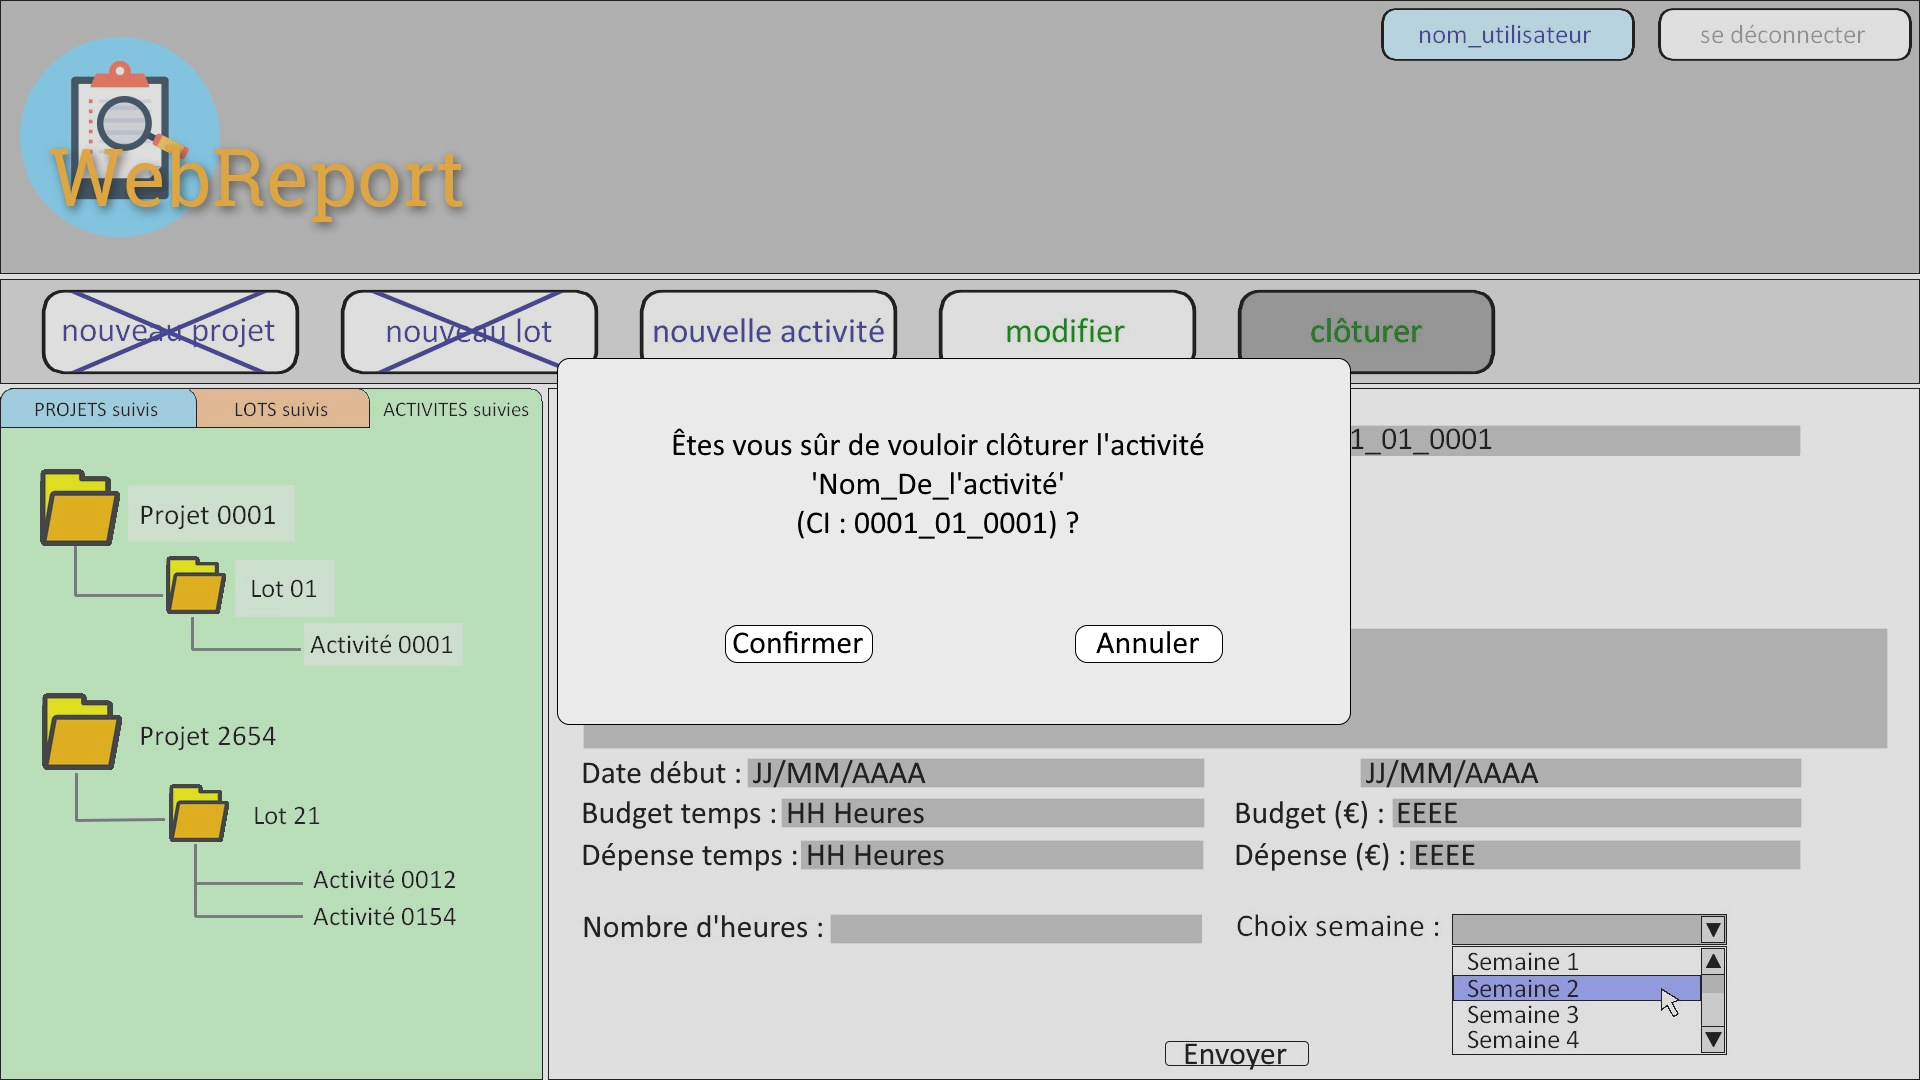 nom_utilisateur
se déconnecter
WebReport
nouveau projet
nouveau lot
nouvelle activité
modifier
clôturer
PROJETS suivis
LOTS suivis
ACTIVITES suivies
Projet 0001
Lot 01
Activité 0001
Projet 2654
Lot 21
Activité 0012
Activité 0154
1_01_0001
Êtes vous sûr de vouloir clôturer l'activité
'Nom_De_l'activité'
(CI : 0001_01_0001) ?
Confirmer
Annuler
Date début : JJ/MM/AAAA
JJ/MM/AAAA
Budget temps : HH Heures
Budget (€) : EEEE
Dépense temps : HH Heures
Dépense (€) : EEEE
Nombre d'heures :
Choix semaine :
Semaine 1
Semaine 2
Semaine 3
Semaine 4
Envoyer